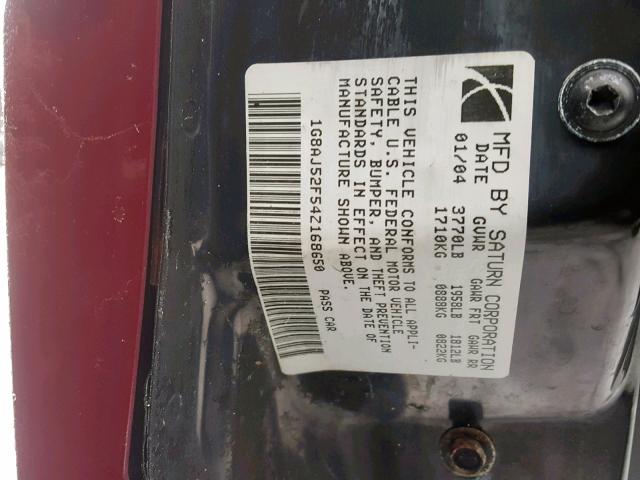 MFD BY SATURN CORPORATION
DATE GVWR GAWR FRT GAWR RR
01/04 3770LB 1958LB 1812LB
1710KG 0889KG 0822KG
THIS VEHICLE CONFORMS TO ALL APPLI-
CABLE U.S. FEDERAL MOTOR VEHICLE
SAFETY, BUMPER, AND THEFT PREVENTION
STANDARDS IN EFFECT ON THE DATE OF
MANUFACTURE SHOWN ABOVE.
1G8AJ52F54Z168650 PASS CAR